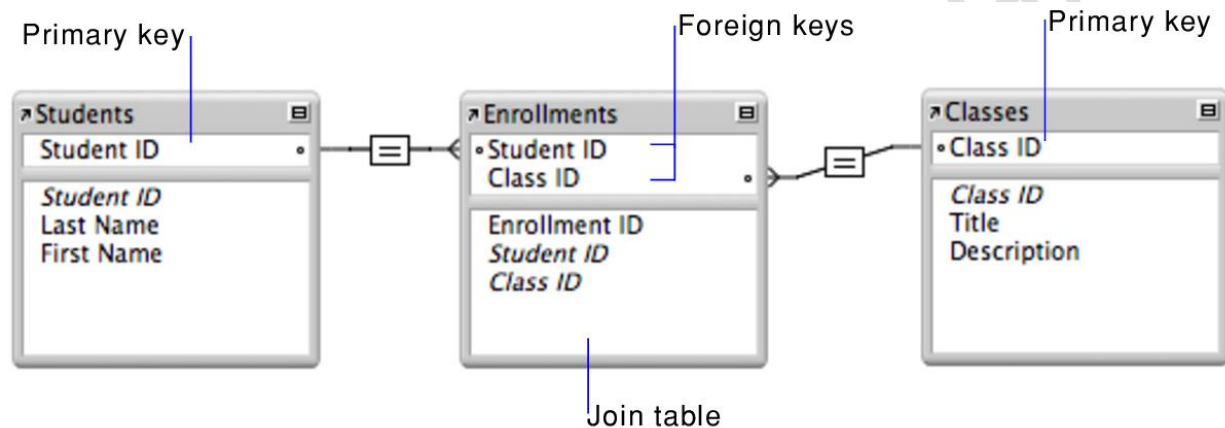 Primary key
Foreign keys
Primary key
Students
Student ID
Student ID
Last Name
First Name
Enrollments
Student ID
Class ID
Enrollment ID
Student ID
Class ID
Classes
Class ID
Class ID
Title
Description
Join table